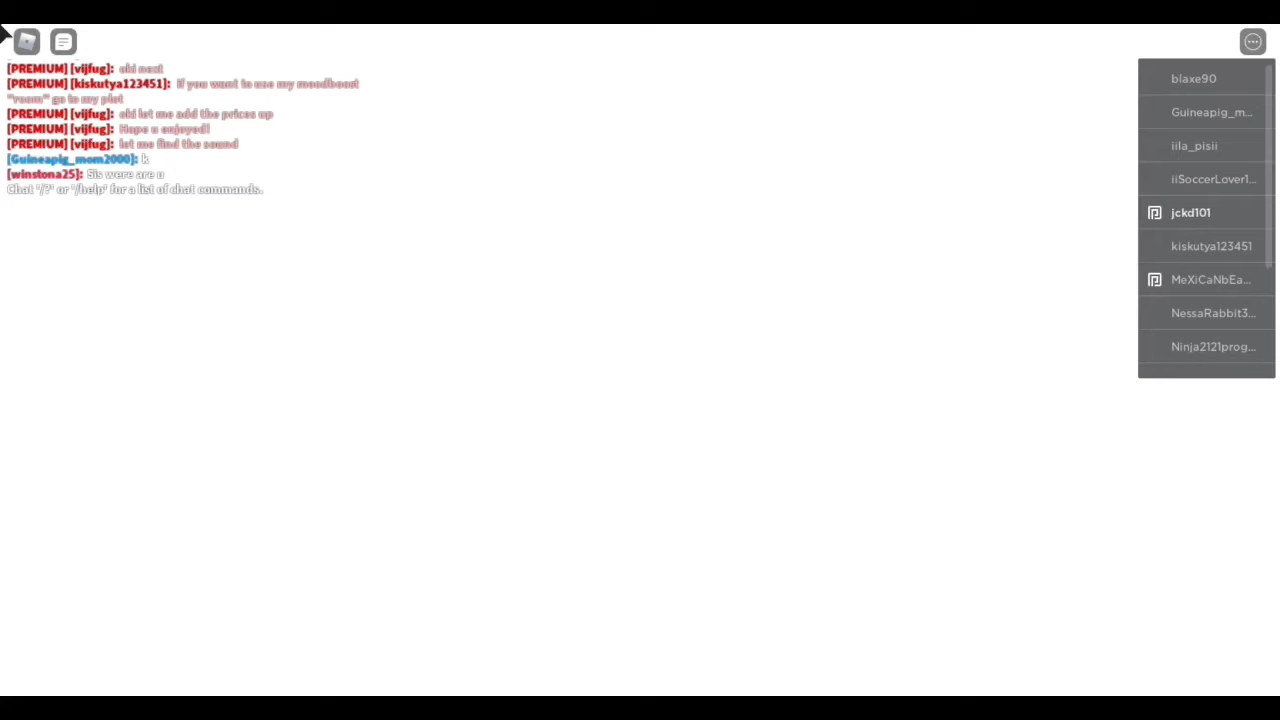 [PREMIUM] [vijfug]: oki next
[PREMIUM] [kiskutya123451]: if you want to use my moodboost
"room" go to my plot
[PREMIUM] [vijfug]: oki let me add the prices up
[PREMIUM] [vijfug]: Hope u enjoyed!
[PREMIUM] [vijfug]: let me find the sound
[Guineapig_mom2000]: k
[winstona25]: Sis were are u
Chat '/?' or '/help' for a list of chat commands.
blaxe90
Guineapig_m...
iila_pisii
iiSoccerLover1...
jckd101
kiskutya123451
MeXiCaNbEa...
NessaRabbit3...
Ninja2121prog...